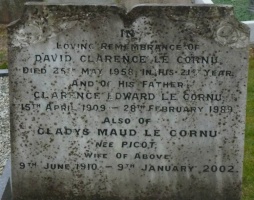 IN
LOVING REMEMBRANCE OF
DAVID CLARENCE LE CORNU,
DIED 25TH MAY 1958, IN HIS 21ST YEAR.
AND OF HIS FATHER
CLARENCE EDWARD LE CORNU
15TH APRIL 1909 — 28TH FEBRUARY 1989.
ALSO OF
GLADYS MAUD LE CORNU
NÉE PICOT,
WIFE OF ABOVE.
9TH JUNE 1910 — 9TH JANUARY 2002.